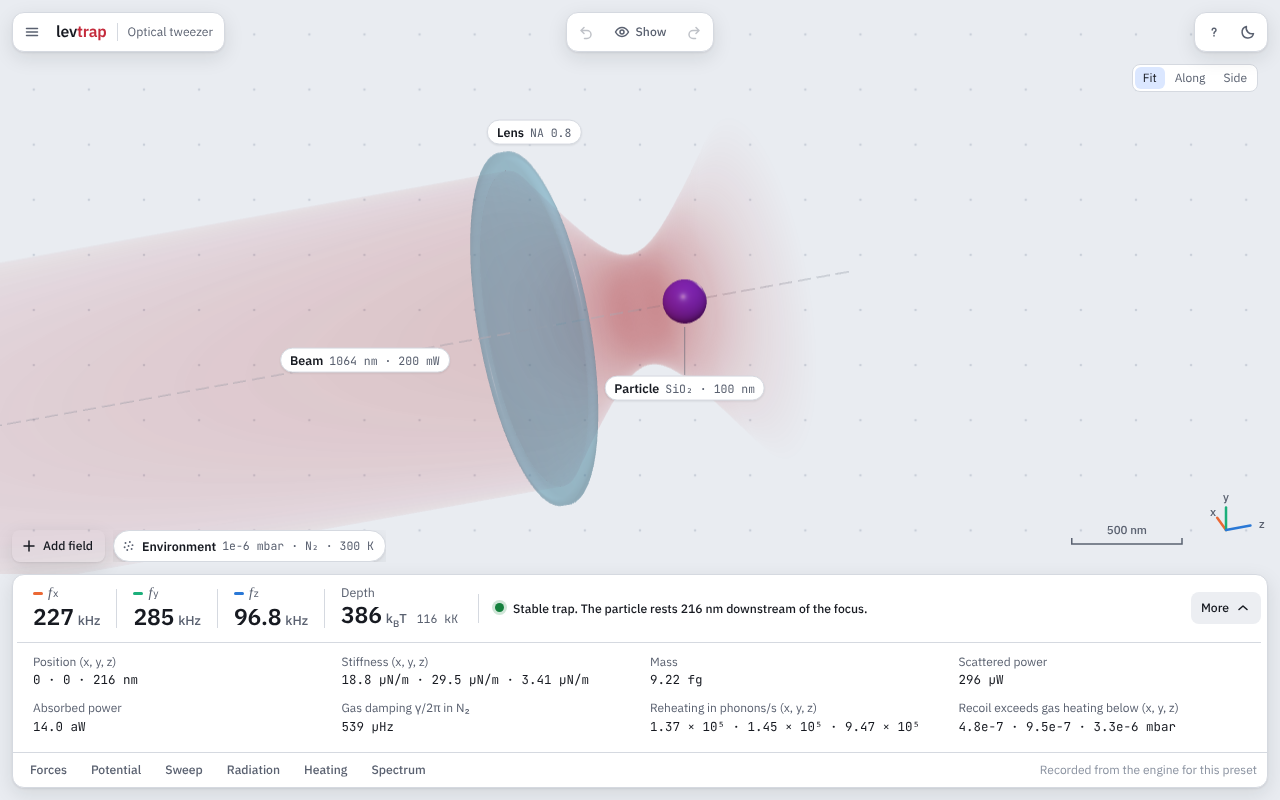 levtrap Optical tweezer
Show
?
Fit Along Side
Lens NA 0.8
Beam 1064 nm · 200 mW
Particle SiO₂ · 100 nm
y
x
z
500 nm
Add field
Environment 1e-6 mbar · N₂ · 300 K
fx
227 kHz
fy
285 kHz
fz
96.8 kHz
Depth
386 kBT 116 kK
Stable trap. The particle rests 216 nm downstream of the focus.
More
Position (x, y, z)
0 · 0 · 216 nm
Stiffness (x, y, z)
18.8 µN/m · 29.5 µN/m · 3.41 µN/m
Mass
9.22 fg
Scattered power
296 µW
Absorbed power
14.0 aW
Gas damping γ/2π in N₂
539 µHz
Reheating in phonons/s (x, y, z)
1.37 × 10⁵ · 1.45 × 10⁵ · 9.47 × 10⁵
Recoil exceeds gas heating below (x, y, z)
4.8e-7 · 9.5e-7 · 3.3e-6 mbar
Forces Potential Sweep Radiation Heating Spectrum
Recorded from the engine for this preset